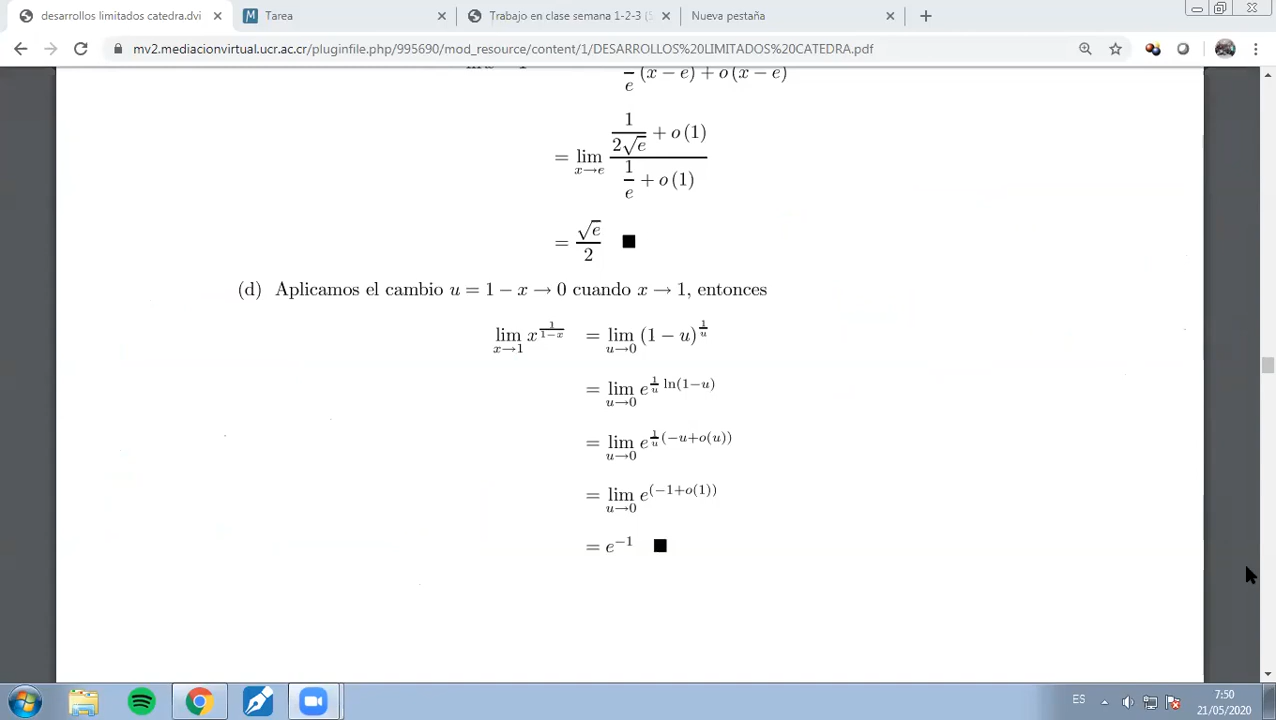 desarrollos limitados catedra.dvi
Tarea
Trabajo en clase semana 1-2-3 (
Nueva pestaña
mv2.mediacionvirtual.ucr.ac.cr/pluginfile.php/995690/mod_resource/content/1/DESARROLLOS%20LIMITADOS%20CATEDRA.pdf
1/e (x − e) + o (x − e)
= lim x→e (1/(2√e) + o (1)) / (1/e + o (1))
= √e/2 ■
(d) Aplicamos el cambio u = 1 − x → 0 cuando x → 1, entonces
lim x→1 x^(1/(1−x)) = lim u→0 (1 − u)^(1/u)
= lim u→0 e^(1/u ln(1−u))
= lim u→0 e^(1/u (−u+o(u)))
= lim u→0 e^(−1+o(1))
= e^−1 ■
ES
7:50
21/05/2020